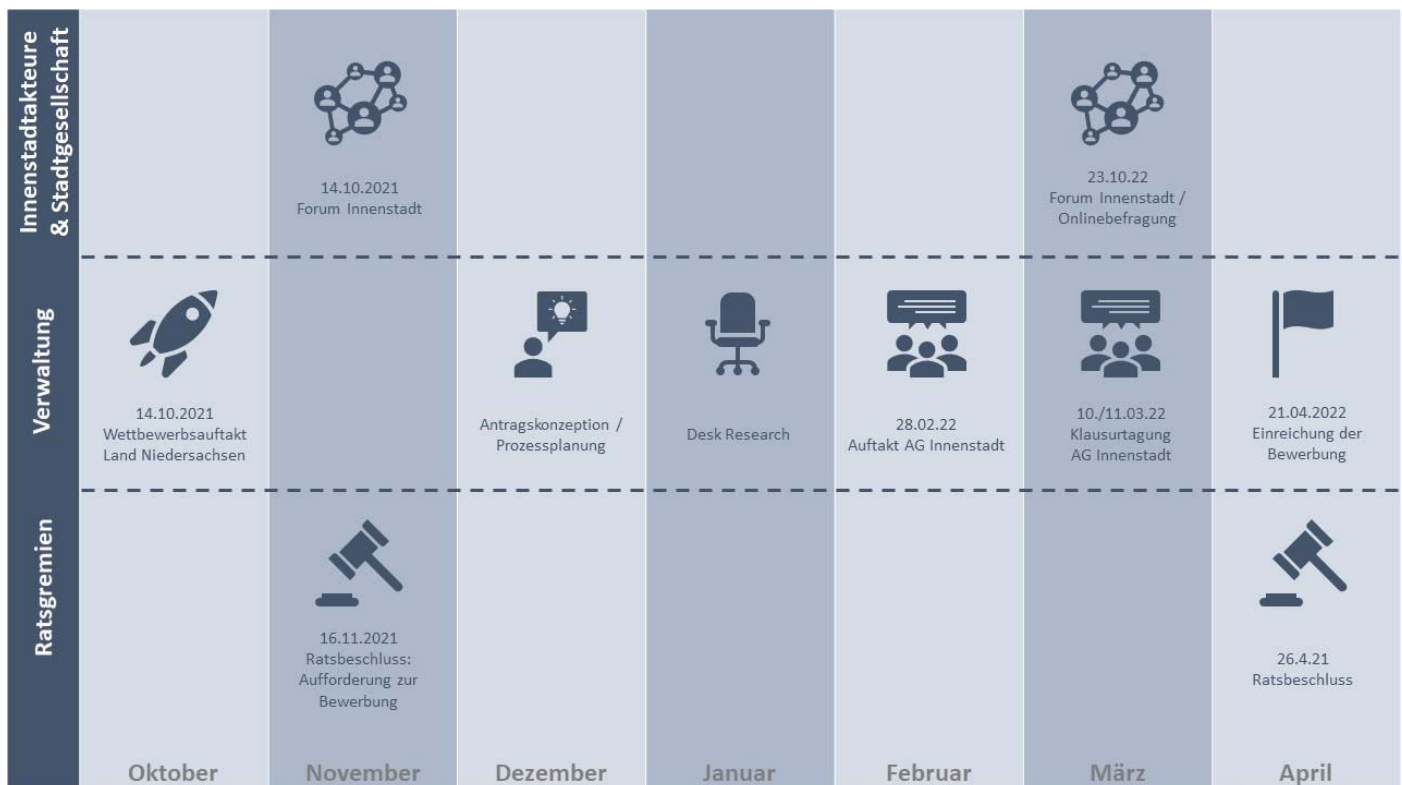 Innenstadtakteure
& Stadtgesellschaft
14.10.2021
Forum Innenstadt
23.10.22
Forum Innenstadt /
Onlinebefragung
Verwaltung
14.10.2021
Wettbewerbsauftakt
Land Niedersachsen
Antragskonzeption /
Prozessplanung
Desk Research
28.02.22
Auftakt AG Innenstadt
10./11.03.22
Klausurtagung
AG Innenstadt
21.04.2022
Einreichung der
Bewerbung
Ratsgremien
16.11.2021
Ratsbeschluss:
Aufforderung zur
Bewerbung
26.4.21
Ratsbeschluss
Oktober
November
Dezember
Januar
Februar
März
April